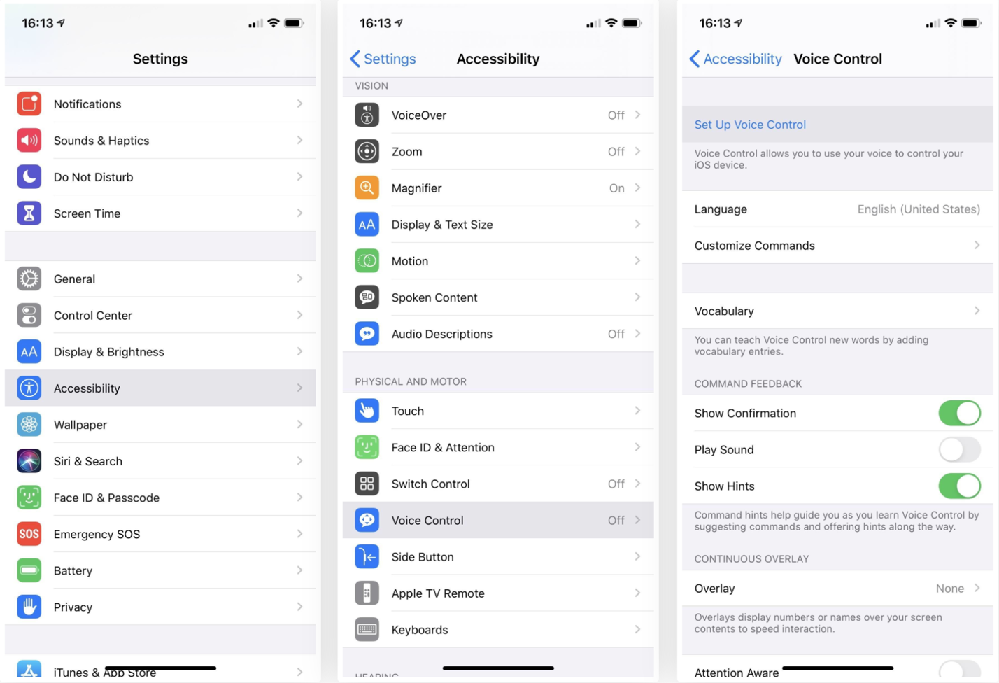 16:13
Settings
Notifications
Sounds & Haptics
Do Not Disturb
Screen Time
General
Control Center
AA Display & Brightness
Accessibility
Wallpaper
Siri & Search
Face ID & Passcode
SOS Emergency SOS
Battery
Privacy
iTunes & App Store
16:13
Settings Accessibility
VISION
VoiceOver Off
Zoom Off
Magnifier On
AA Display & Text Size
Motion
Spoken Content
Audio Descriptions Off
PHYSICAL AND MOTOR
Touch
Face ID & Attention
Switch Control Off
Voice Control Off
Side Button
Apple TV Remote
Keyboards
HEARING
16:13
Accessibility Voice Control
Set Up Voice Control
Voice Control allows you to use your voice to control your
iOS device.
Language English (United States)
Customize Commands
Vocabulary
You can teach Voice Control new words by adding
vocabulary entries.
COMMAND FEEDBACK
Show Confirmation
Play Sound
Show Hints
Command hints help guide you as you learn Voice Control by
suggesting commands and offering hints along the way.
CONTINUOUS OVERLAY
Overlay None
Overlays display numbers or names over your screen
contents to speed interaction.
Attention Aware